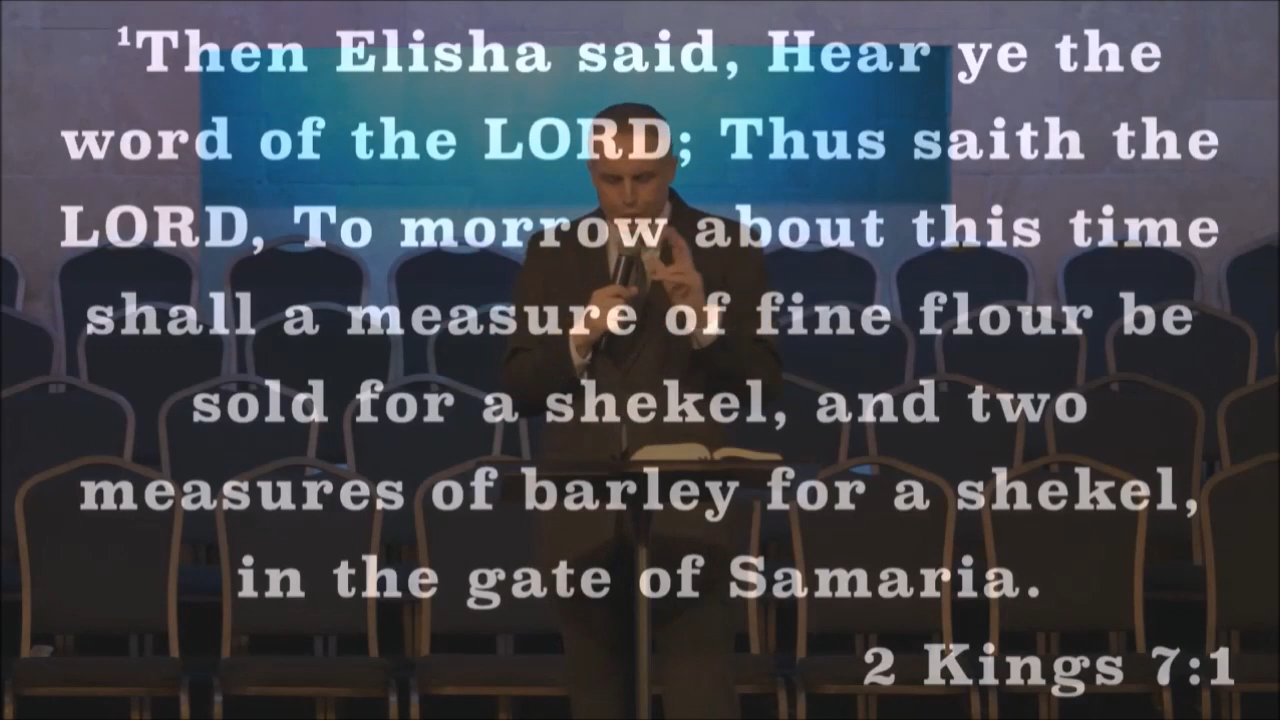 ¹Then Elisha said, Hear ye the
word of the LORD; Thus saith the
LORD, To morrow about this time
shall a measure of fine flour be
sold for a shekel, and two
measures of barley for a shekel,
in the gate of Samaria.
2 Kings 7:1